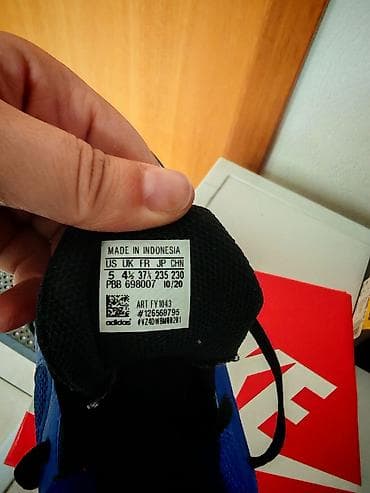 MADE IN INDONESIA
US UK FR JP CHN
5 4½ 37⅓ 235 230
PBB 698007 10/20
ART FY1043
#126569795
adidas